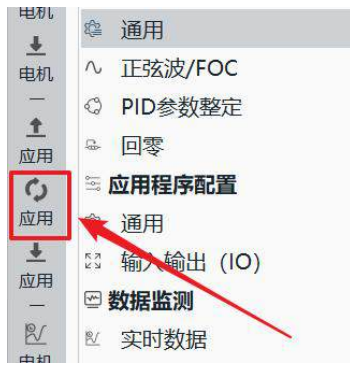 电机
电机
应用
应用
应用
电机
通用
正弦波/FOC
PID参数整定
回零
应用程序配置
通用
输入输出（IO）
数据监测
实时数据